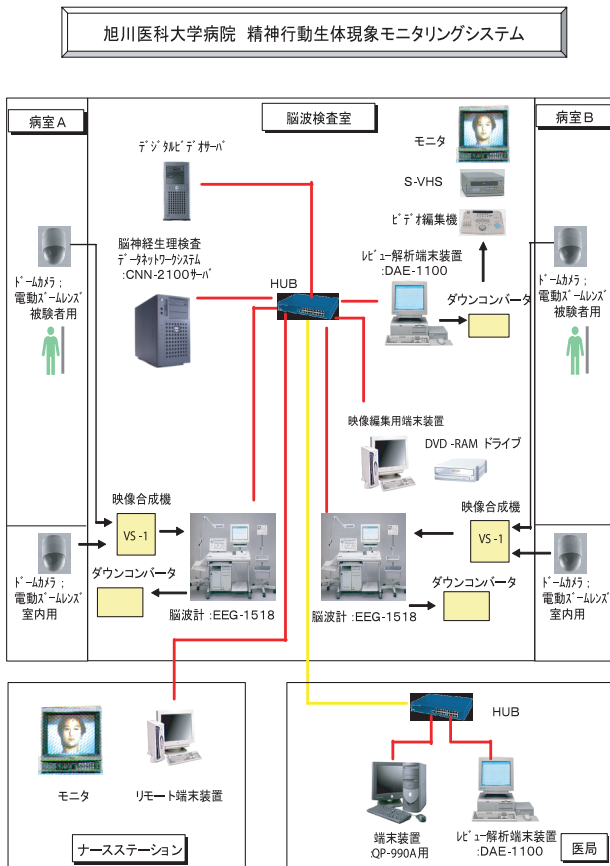 旭川医科大学病院 精神行動生体現象モニタリングシステム
病室A
脳波検査室
病室B
デジタルビデオサーバ
モニタ
S-VHS
ビデオ編集機
脳神経生理検査
データネットワークシステム
:CNN-2100サーバ
HUB
レビュー解析端末装置
:DAE-1100
ダウンコンバータ
ドームカメラ;
電動ズームレンズ
被験者用
ドームカメラ;
電動ズームレンズ
被験者用
映像編集用端末装置
DVD-RAM ドライブ
映像合成機
VS-1
映像合成機
VS-1
ダウンコンバータ
脳波計:EEG-1518
脳波計:EEG-1518
ダウンコンバータ
ドームカメラ;
電動ズームレンズ
室内用
ドームカメラ;
電動ズームレンズ
室内用
モニタ
リモート端末装置
ナースステーション
HUB
端末装置
:QP-990A用
レビュー解析端末装置
:DAE-1100
医局